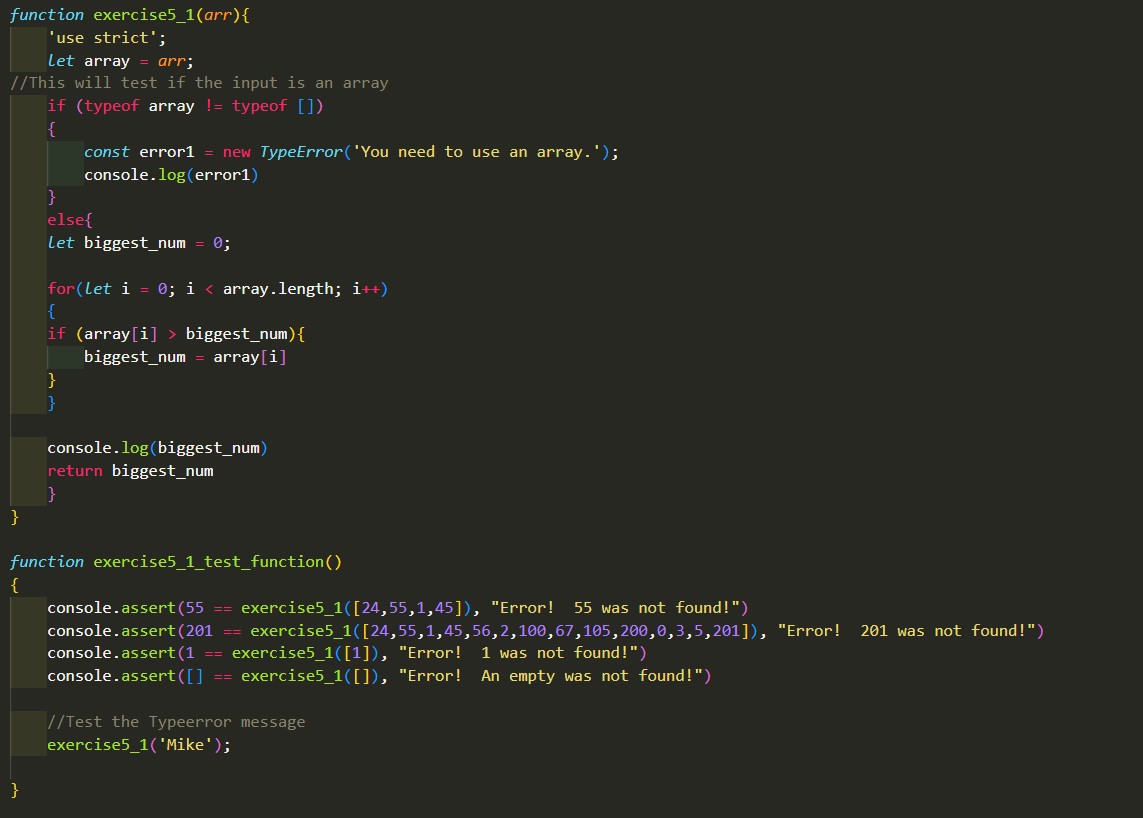 function exercise5_1(arr){
    'use strict';
    let array = arr;
//This will test if the input is an array
    if (typeof array != typeof [])
    {
        const error1 = new TypeError('You need to use an array.');
        console.log(error1)
    }
    else{
    let biggest_num = 0;

    for(let i = 0; i < array.length; i++)
    {
    if (array[i] > biggest_num){
        biggest_num = array[i]
    }
    }

    console.log(biggest_num)
    return biggest_num
    }
}

function exercise5_1_test_function()
{
    console.assert(55 == exercise5_1([24,55,1,45]), "Error!  55 was not found!")
    console.assert(201 == exercise5_1([24,55,1,45,56,2,100,67,105,200,0,3,5,201]), "Error!  201 was not found!")
    console.assert(1 == exercise5_1([1]), "Error!  1 was not found!")
    console.assert([] == exercise5_1([]), "Error!  An empty was not found!")

    //Test the Typeerror message
    exercise5_1('Mike');

}